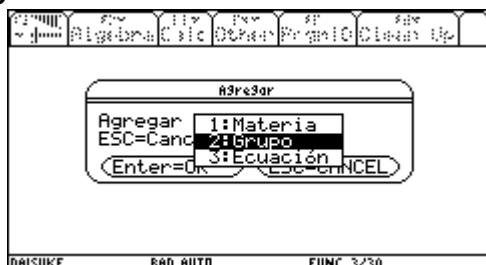 Algebra Calc Other PrgmIO Clean Up
Agregar
Agregar 1:Materia
ESC=Canc 2:Grupo
3:Ecuación
Enter=OK ESC=CANCEL
DAISUKE RAD AUTO FUNC 3/30